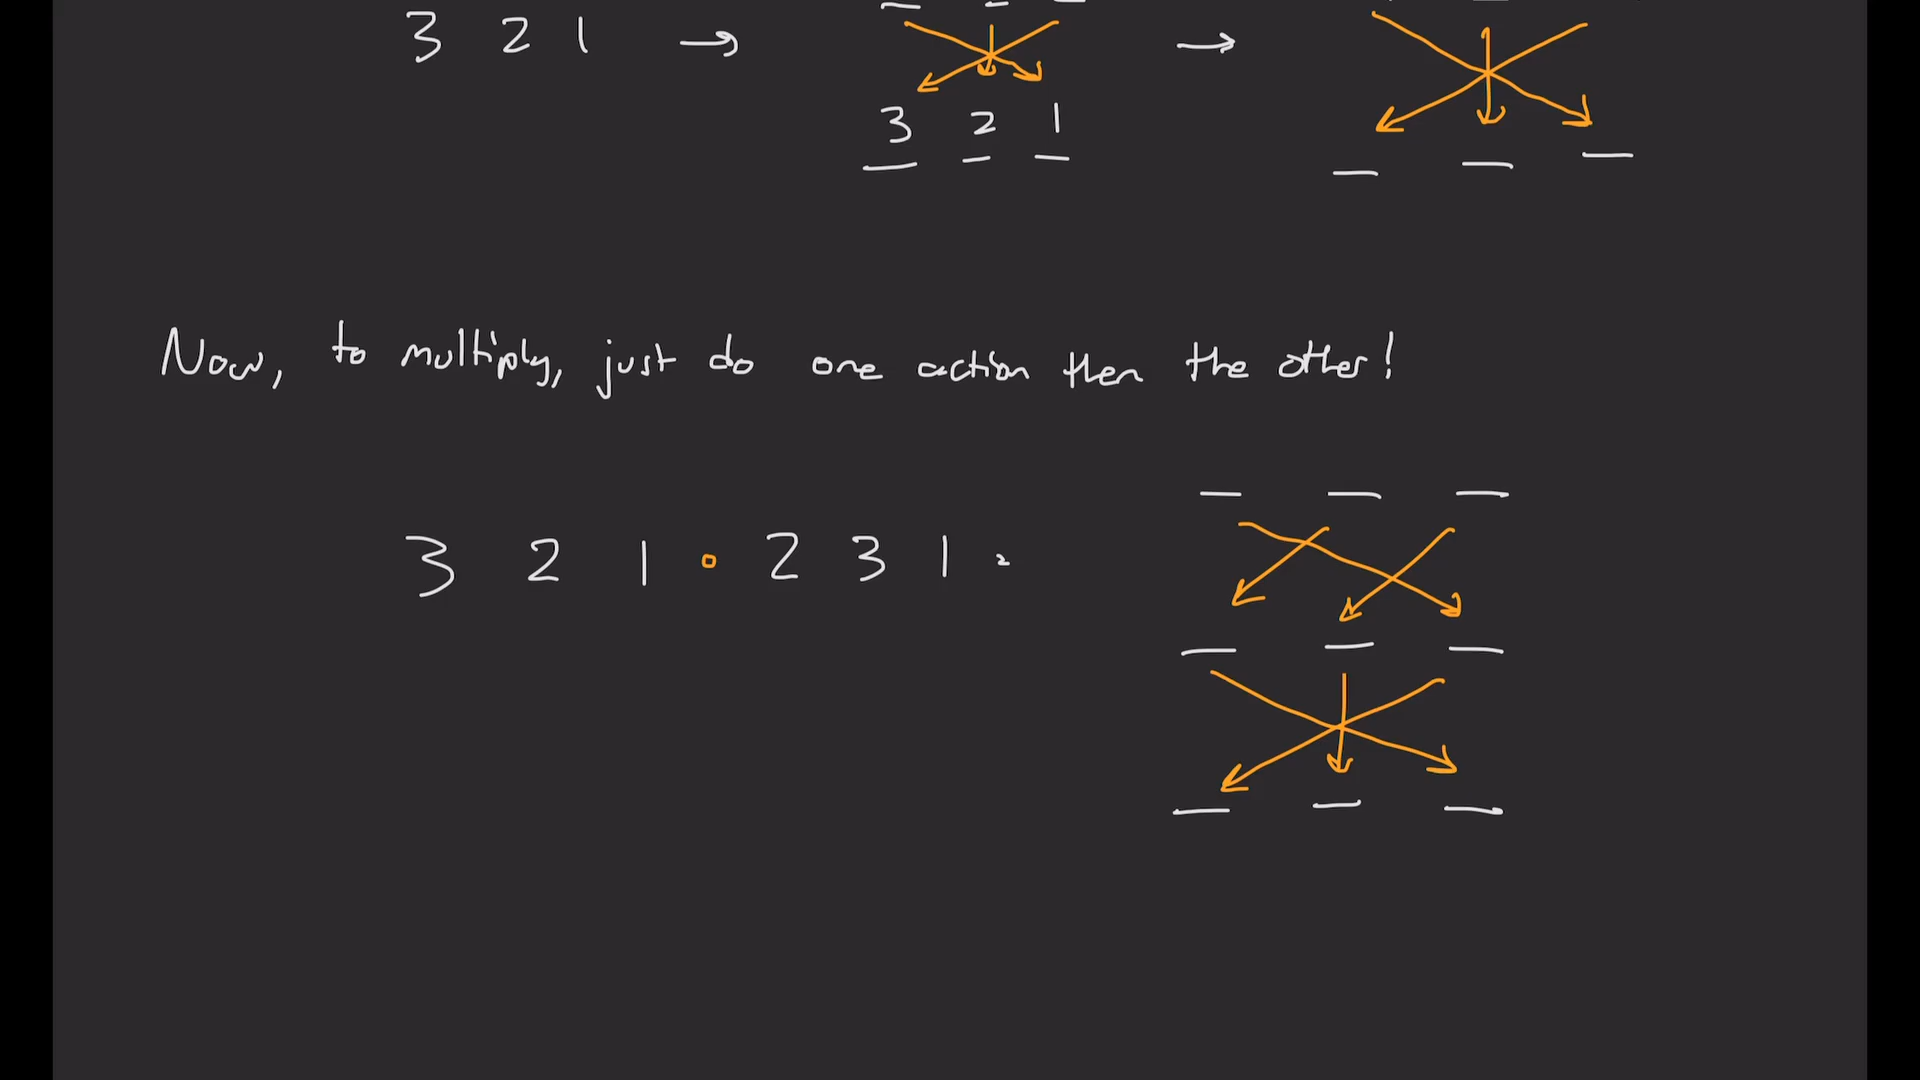 3 2 1 →
→
3 2 1
Now, to multiply, just do one action then the other!
3 2 1 ∘ 2 3 1 =